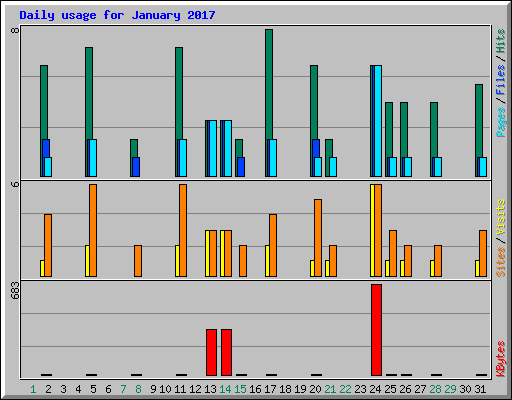 Daily usage for January 2017
8
Pages / Files / Hits
6
Sites / Visits
683
KBytes
1 2 3 4 5 6 7 8 9 10 11 12 13 14 15 16 17 18 19 20 21 22 23 24 25 26 27 28 29 30 31